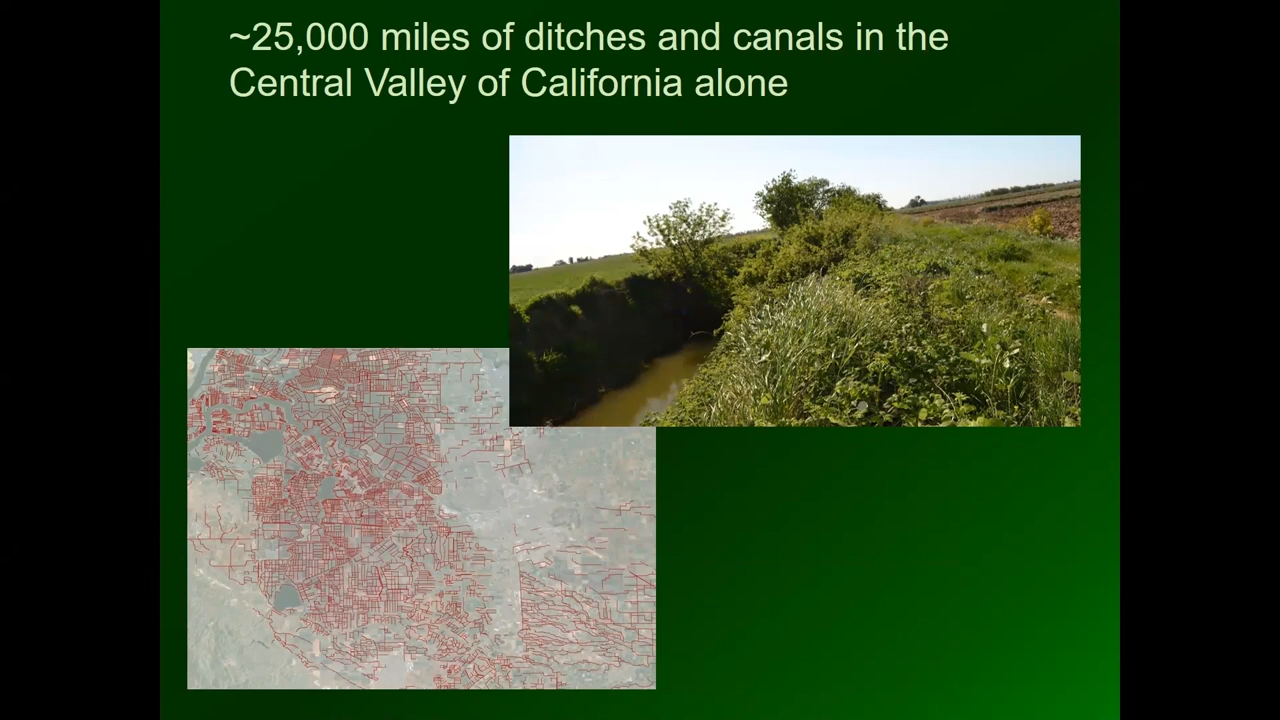 ~25,000 miles of ditches and canals in the
Central Valley of California alone